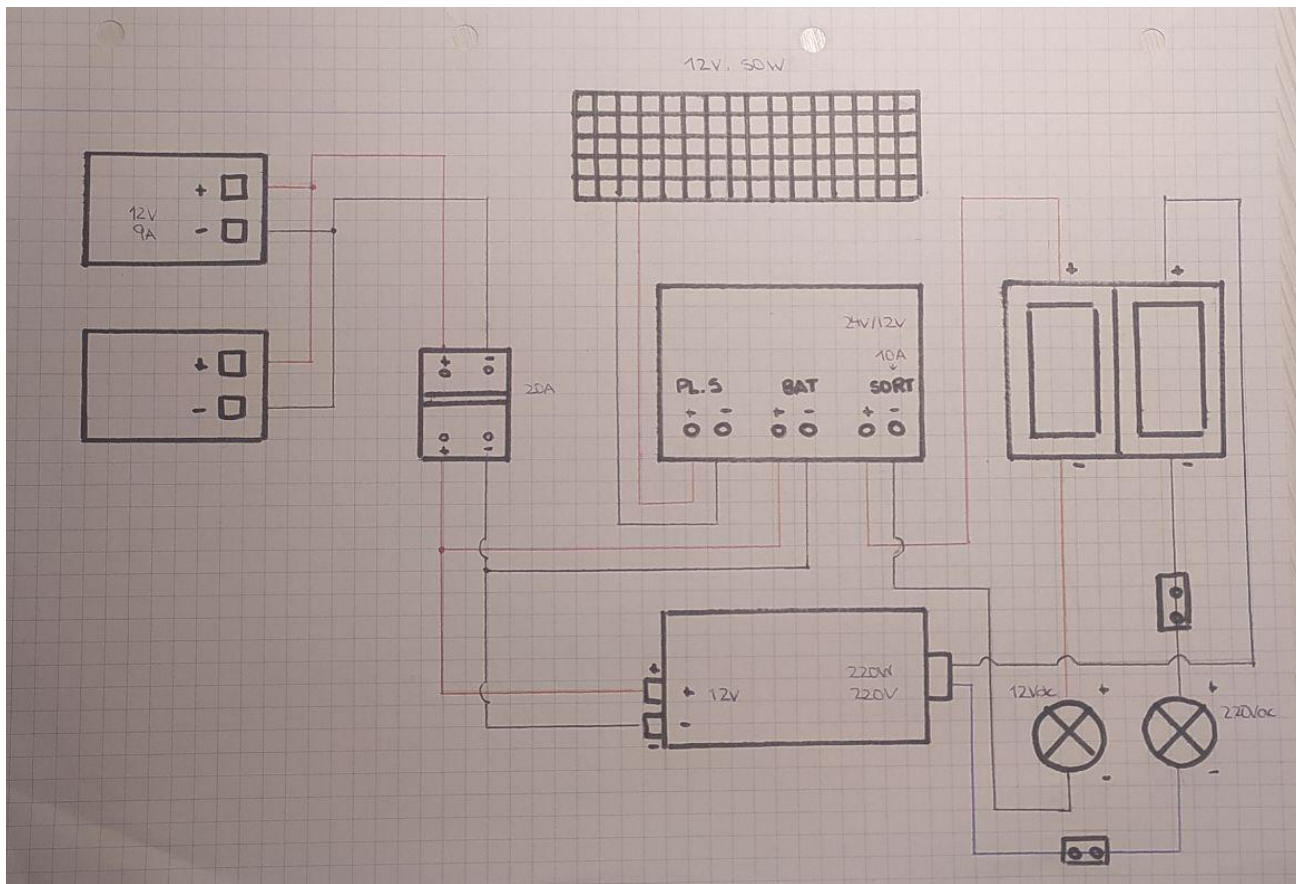 12V. 50W
+
12V
9A
-
+
-
+ -
20A
+ -
24V/12V
10A
PL.S BAT SORT
+ - + - + -
+ +
- -
+
+ 12V
-
-
220W
220V
12Vdc +
-
+
220Vac
-